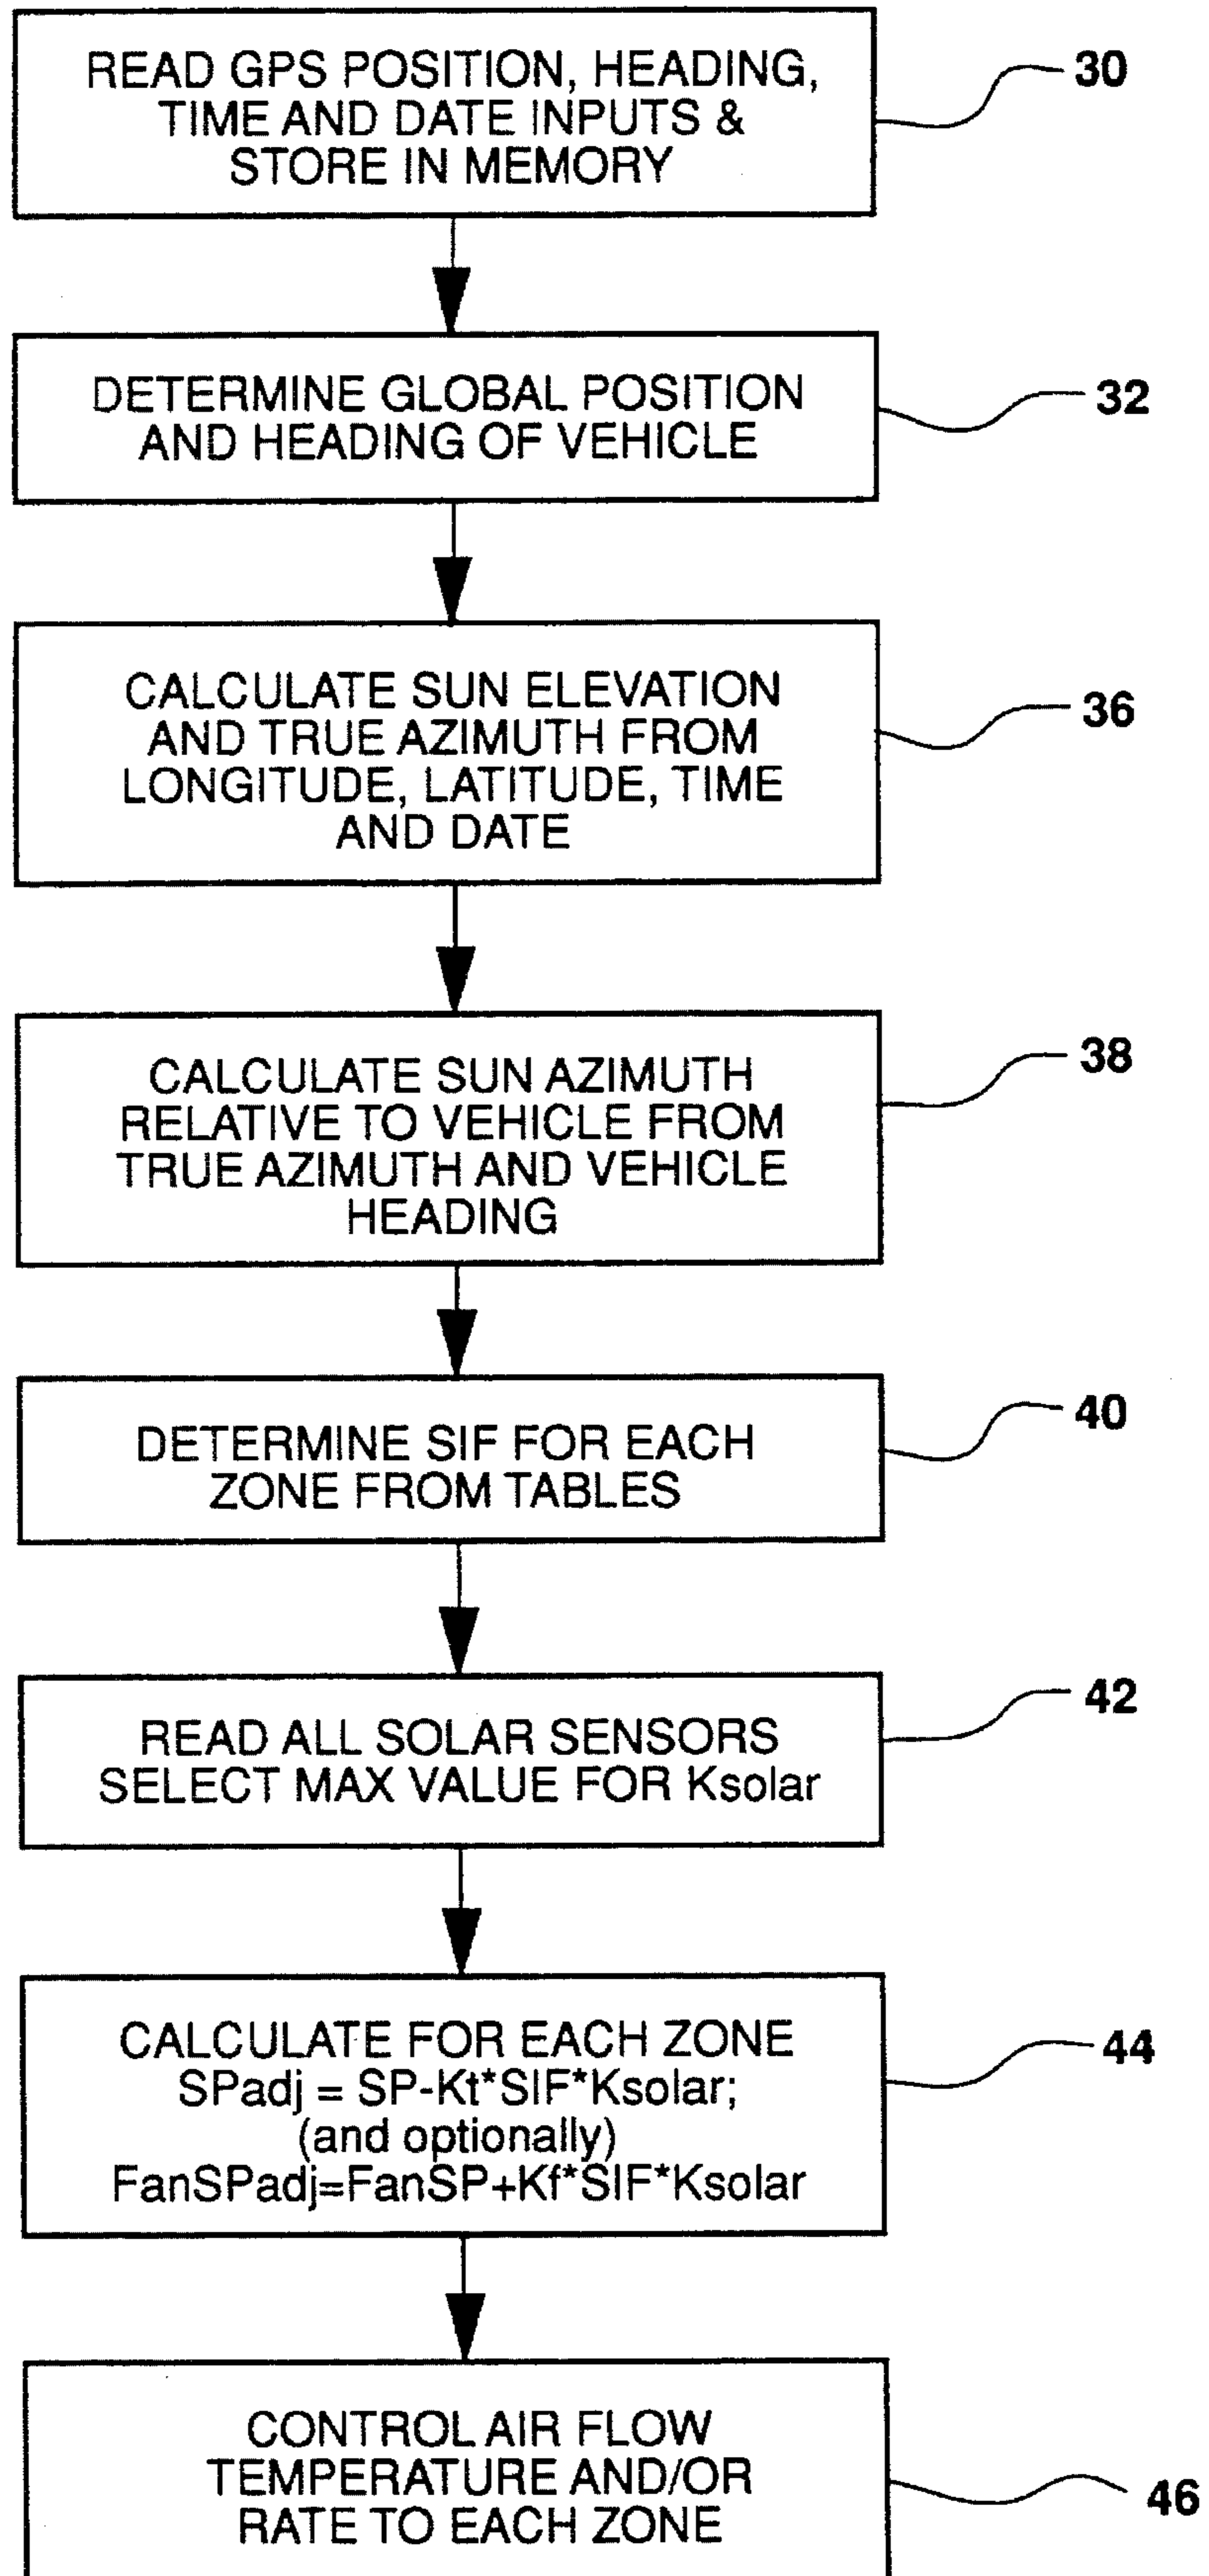 READ GPS POSITION, HEADING,
TIME AND DATE INPUTS &
STORE IN MEMORY
30
DETERMINE GLOBAL POSITION
AND HEADING OF VEHICLE
32
CALCULATE SUN ELEVATION
AND TRUE AZIMUTH FROM
LONGITUDE, LATITUDE, TIME
AND DATE
36
CALCULATE SUN AZIMUTH
RELATIVE TO VEHICLE FROM
TRUE AZIMUTH AND VEHICLE
HEADING
38
DETERMINE SIF FOR EACH
ZONE FROM TABLES
40
READ ALL SOLAR SENSORS
SELECT MAX VALUE FOR Ksolar
42
CALCULATE FOR EACH ZONE
SPadj = SP-Kt*SIF*Ksolar;
(and optionally)
FanSPadj=FanSP+Kf*SIF*Ksolar
44
CONTROL AIR FLOW
TEMPERATURE AND/OR
RATE TO EACH ZONE
46